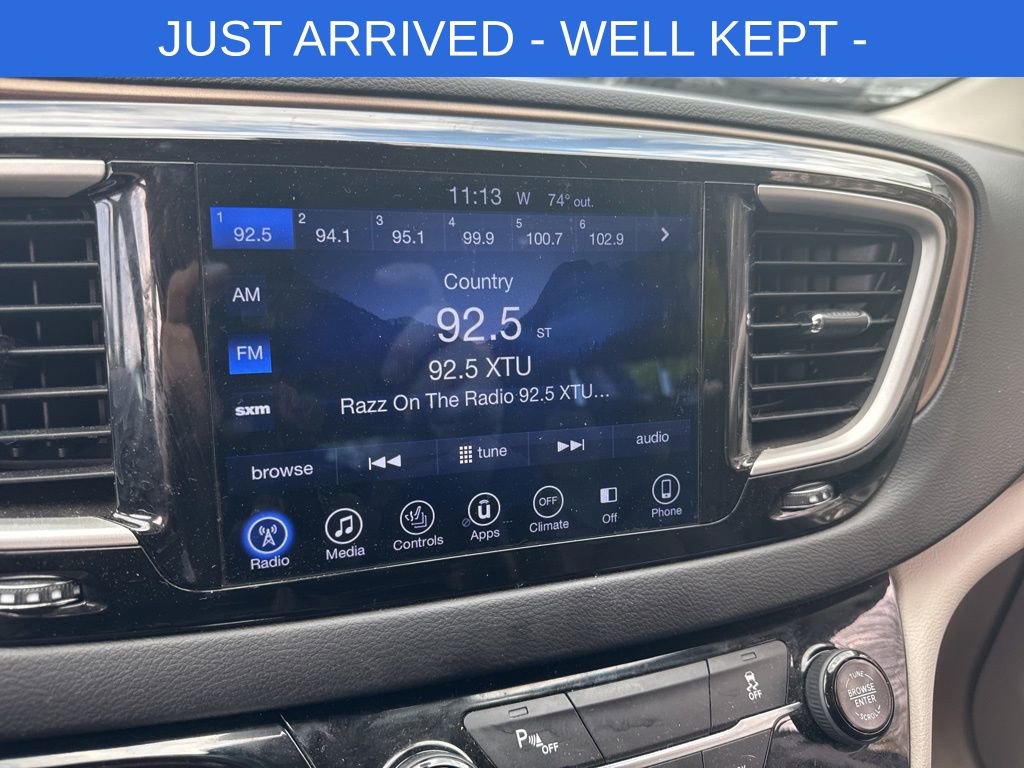 JUST ARRIVED - WELL KEPT -
11:13 W 74° out.
1 92.5 2 94.1 3 95.1 4 99.9 5 100.7 6 102.9 >
Country
AM
92.5 ST
FM
92.5 XTU
sxm
Razz On The Radio 92.5 XTU...
browse tune audio
OFF
Radio Media Controls Apps Climate Off Phone
TUNE
BROWSE
ENTER
SCROLL
OFF
P OFF